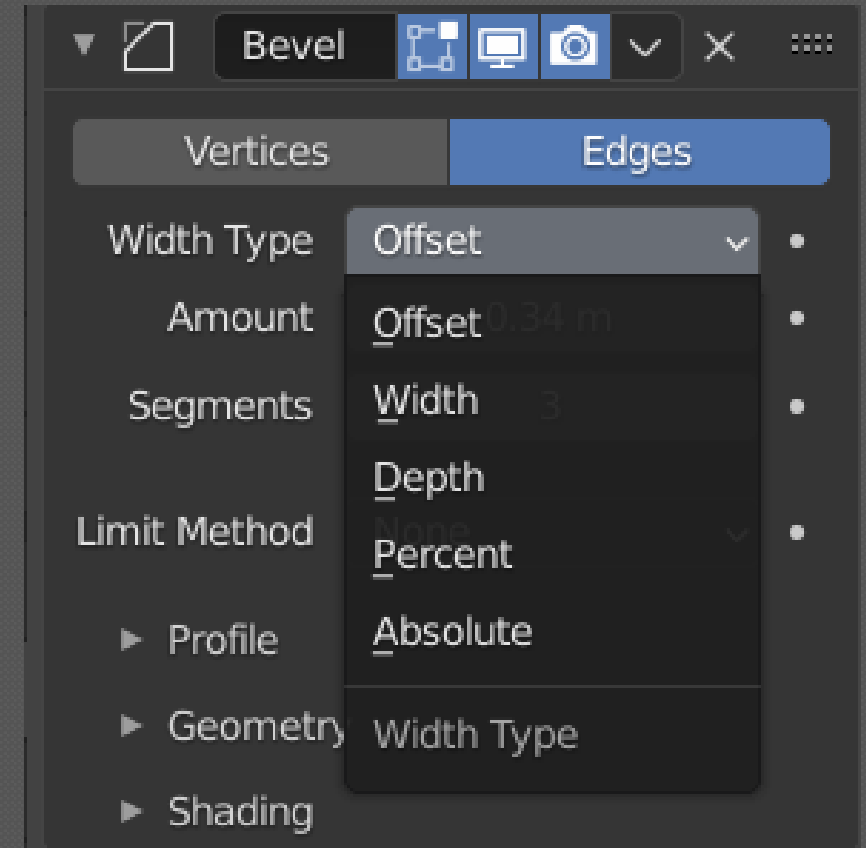 Bevel
Vertices Edges
Width Type Offset
Amount 0.34 m
Offset
Width
Segments 3
Depth
Limit Method None
Percent
Absolute
Profile
Geometry
Width Type
Shading